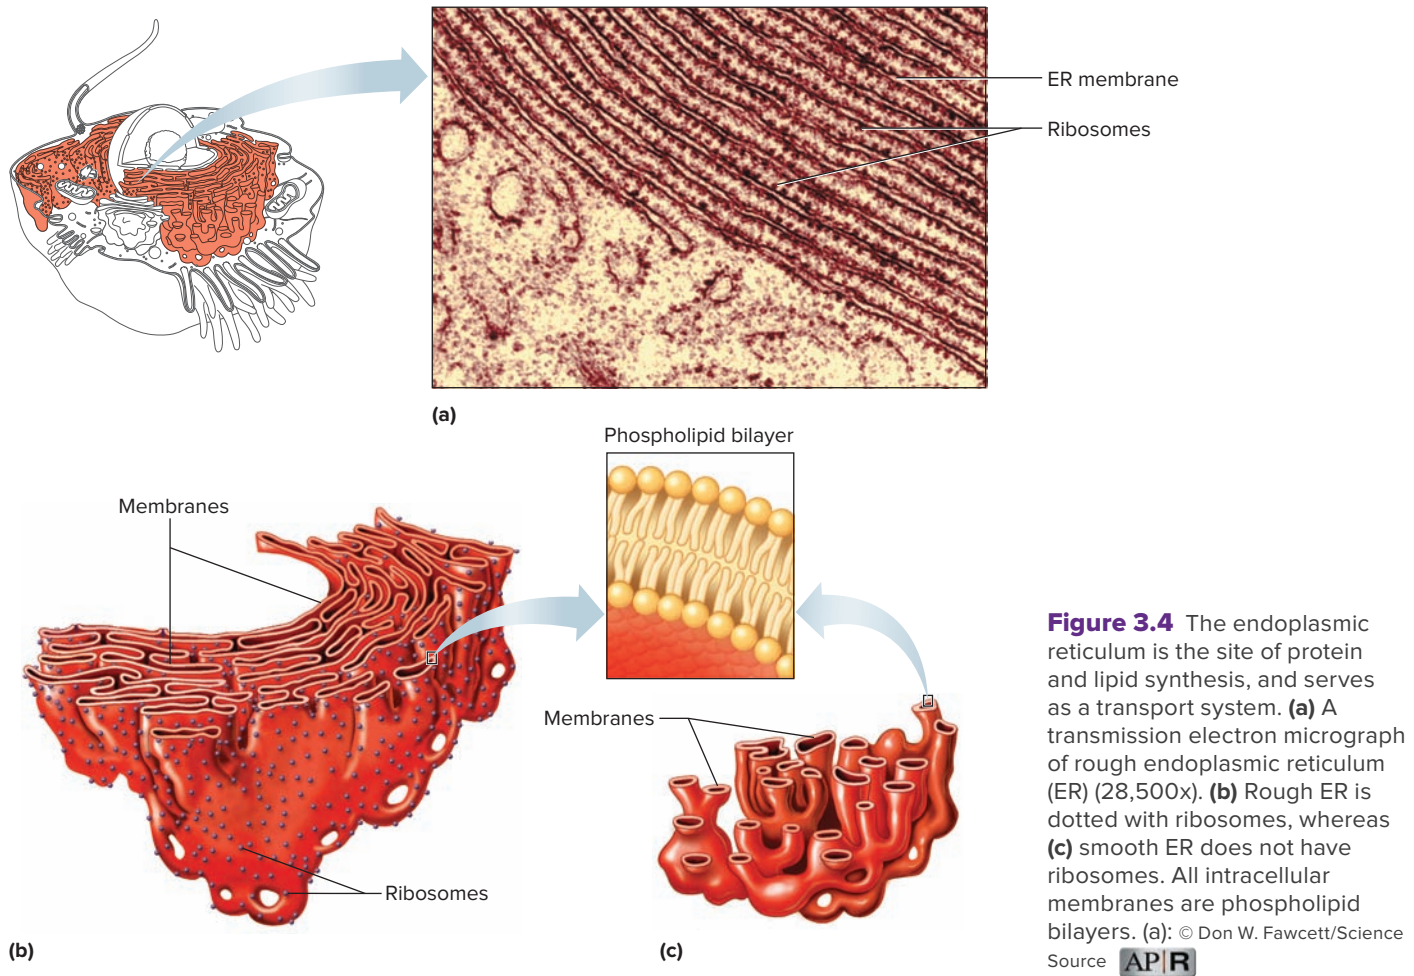 ER membrane
Ribosomes
(a)
Phospholipid bilayer
Membranes
Membranes
Ribosomes
(b)
(c)
Figure 3.4 The endoplasmic
reticulum is the site of protein
and lipid synthesis, and serves
as a transport system. (a) A
transmission electron micrograph
of rough endoplasmic reticulum
(ER) (28,500x). (b) Rough ER is
dotted with ribosomes, whereas
(c) smooth ER does not have
ribosomes. All intracellular
membranes are phospholipid
bilayers. (a): © Don W. Fawcett/Science
Source AP|R